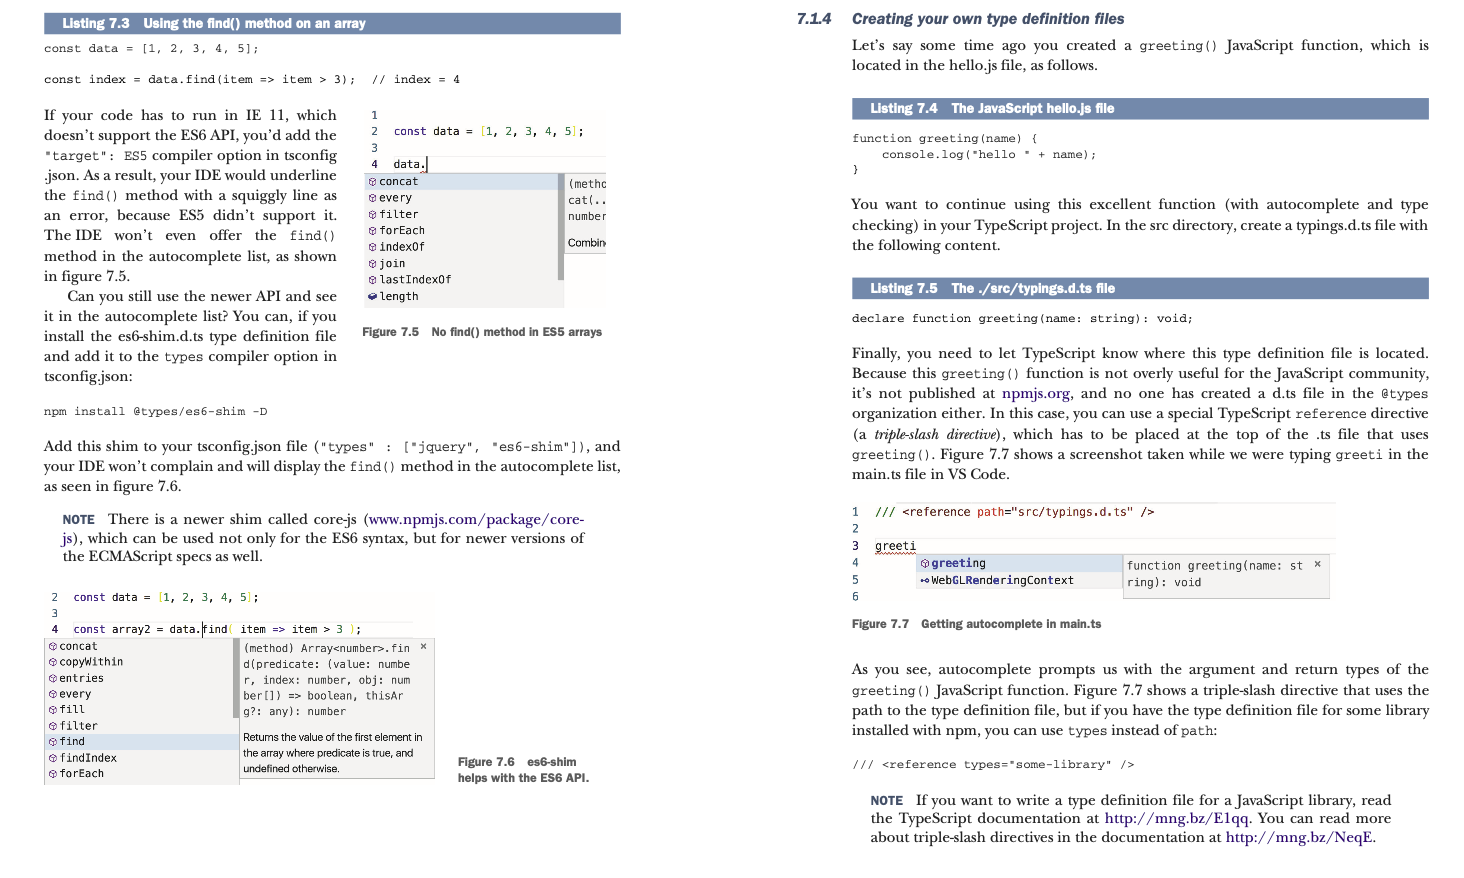 Listing 7.3 Using the find() method on an array
const data = [1, 2, 3, 4, 5];
const index = data.find(item => item > 3); // index = 4
If your code has to run in IE 11, which
doesn't support the ES6 API, you'd add the
"target": ES5 compiler option in tsconfig
.json. As a result, your IDE would underline
the find() method with a squiggly line as
an error, because ES5 didn't support it.
The IDE won't even offer the find()
method in the autocomplete list, as shown
in figure 7.5.
Can you still use the newer API and see
it in the autocomplete list? You can, if you
install the es6-shim.d.ts type definition file
and add it to the types compiler option in
tsconfig.json:
1
2 const data = [1, 2, 3, 4, 5];
3
4 data.
concat
every
filter
forEach
indexOf
join
lastIndexOf
length
(metho
cat(..
number
Combin
Figure 7.5 No find() method in ES5 arrays
npm install @types/es6-shim -D
Add this shim to your tsconfig.json file ("types" : ["jquery", "es6-shim"]), and
your IDE won't complain and will display the find() method in the autocomplete list,
as seen in figure 7.6.
NOTE There is a newer shim called core-js (www.npmjs.com/package/core-
js), which can be used not only for the ES6 syntax, but for newer versions of
the ECMAScript specs as well.
2 const data = [1, 2, 3, 4, 5];
3
4 const array2 = data.find( item => item > 3 );
concat
copyWithin
entries
every
fill
filter
find
findIndex
forEach
(method) Array<number>.fin ×
d(predicate: (value: numbe
r, index: number, obj: num
ber[]) => boolean, thisAr
g?: any): number
Returns the value of the first element in
the array where predicate is true, and
undefined otherwise.
Figure 7.6 es6-shim
helps with the ES6 API.
7.1.4 Creating your own type definition files
Let's say some time ago you created a greeting() JavaScript function, which is
located in the hello.js file, as follows.
Listing 7.4 The JavaScript hello.js file
function greeting(name) {
console.log("hello " + name);
}
You want to continue using this excellent function (with autocomplete and type
checking) in your TypeScript project. In the src directory, create a typings.d.ts file with
the following content.
Listing 7.5 The ./src/typings.d.ts file
declare function greeting(name: string): void;
Finally, you need to let TypeScript know where this type definition file is located.
Because this greeting() function is not overly useful for the JavaScript community,
it's not published at npmjs.org, and no one has created a d.ts file in the @types
organization either. In this case, you can use a special TypeScript reference directive
(a triple-slash directive), which has to be placed at the top of the .ts file that uses
greeting(). Figure 7.7 shows a screenshot taken while we were typing greeti in the
main.ts file in VS Code.
1 /// <reference path="src/typings.d.ts" />
2
3 greeti
4 greeting
5 WebGLRenderingContext
6
function greeting(name: st ×
ring): void
Figure 7.7 Getting autocomplete in main.ts
As you see, autocomplete prompts us with the argument and return types of the
greeting() JavaScript function. Figure 7.7 shows a triple-slash directive that uses the
path to the type definition file, but if you have the type definition file for some library
installed with npm, you can use types instead of path:
/// <reference types="some-library" />
NOTE If you want to write a type definition file for a JavaScript library, read
the TypeScript documentation at http://mng.bz/E1qq. You can read more
about triple-slash directives in the documentation at http://mng.bz/NeqE.